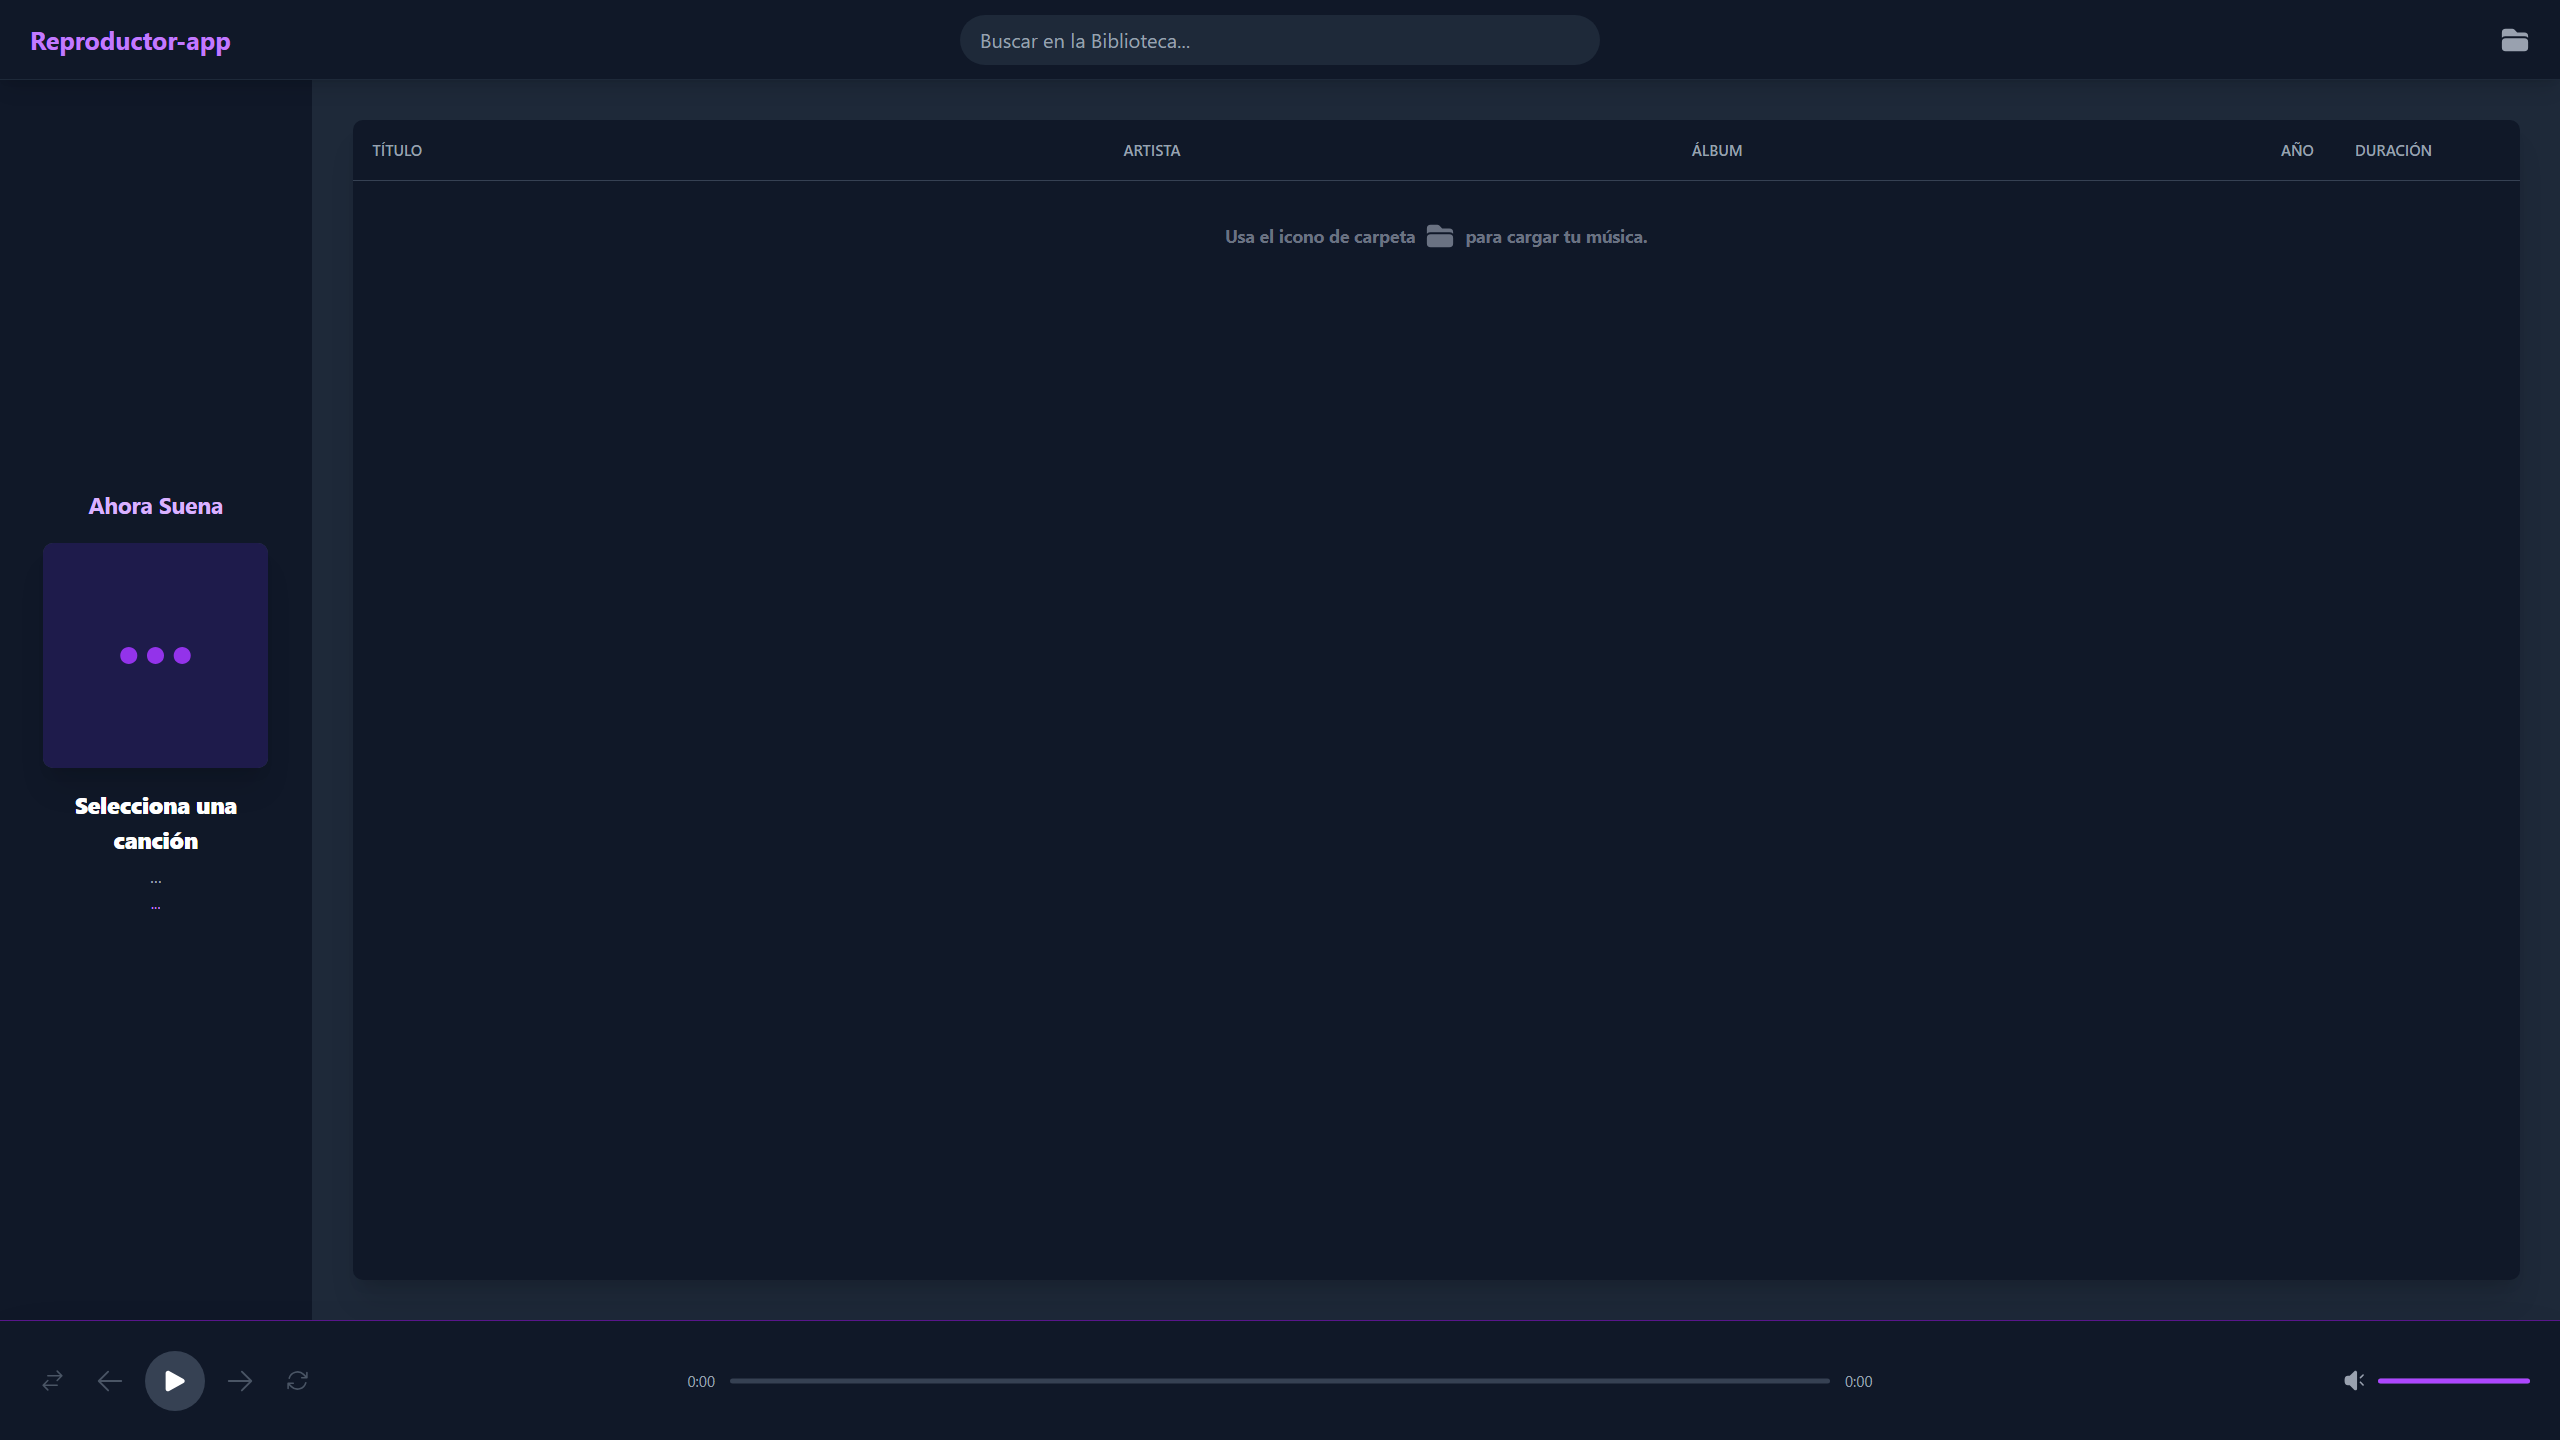 Reproductor-app
Buscar en la Biblioteca...
TÍTULO ARTISTA ÁLBUM AÑO DURACIÓN
Usa el icono de carpeta para cargar tu música.
Ahora Suena
Selecciona una
canción
...
...
0:00 0:00